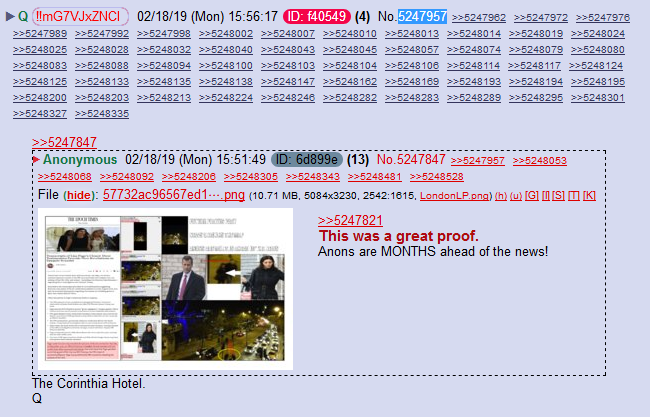 Q !!mG7VJxZNCI 02/18/19 (Mon) 15:56:17 ID: f40549 (4) No.5247957 >>5247962 >>5247972 >>5247976
>>5247989 >>5247992 >>5247998 >>5248002 >>5248007 >>5248010 >>5248013 >>5248014 >>5248019 >>5248024
>>5248025 >>5248028 >>5248032 >>5248040 >>5248043 >>5248045 >>5248057 >>5248074 >>5248079 >>5248080
>>5248083 >>5248088 >>5248094 >>5248100 >>5248103 >>5248104 >>5248106 >>5248114 >>5248117 >>5248124
>>5248125 >>5248133 >>5248135 >>5248138 >>5248147 >>5248162 >>5248169 >>5248193 >>5248194 >>5248195
>>5248200 >>5248203 >>5248213 >>5248224 >>5248246 >>5248282 >>5248283 >>5248289 >>5248295 >>5248301
>>5248327 >>5248335
>>5247847
Anonymous 02/18/19 (Mon) 15:51:49 ID: 6d899e (13) No.5247847 >>5247957 >>5248053
>>5248068 >>5248092 >>5248206 >>5248305 >>5248343 >>5248481 >>5248528
File (hide): 57732ac96567ed1⋯.png (10.71 MB, 5084x3230, 2542:1615, LondonLP.png) (h) (u) [G] [I] [S] [T] [K]
THE EPOCH TIMES
>>5247821
This was a great proof.
Anons are MONTHS ahead of the news!
The Corinthia Hotel.
Q